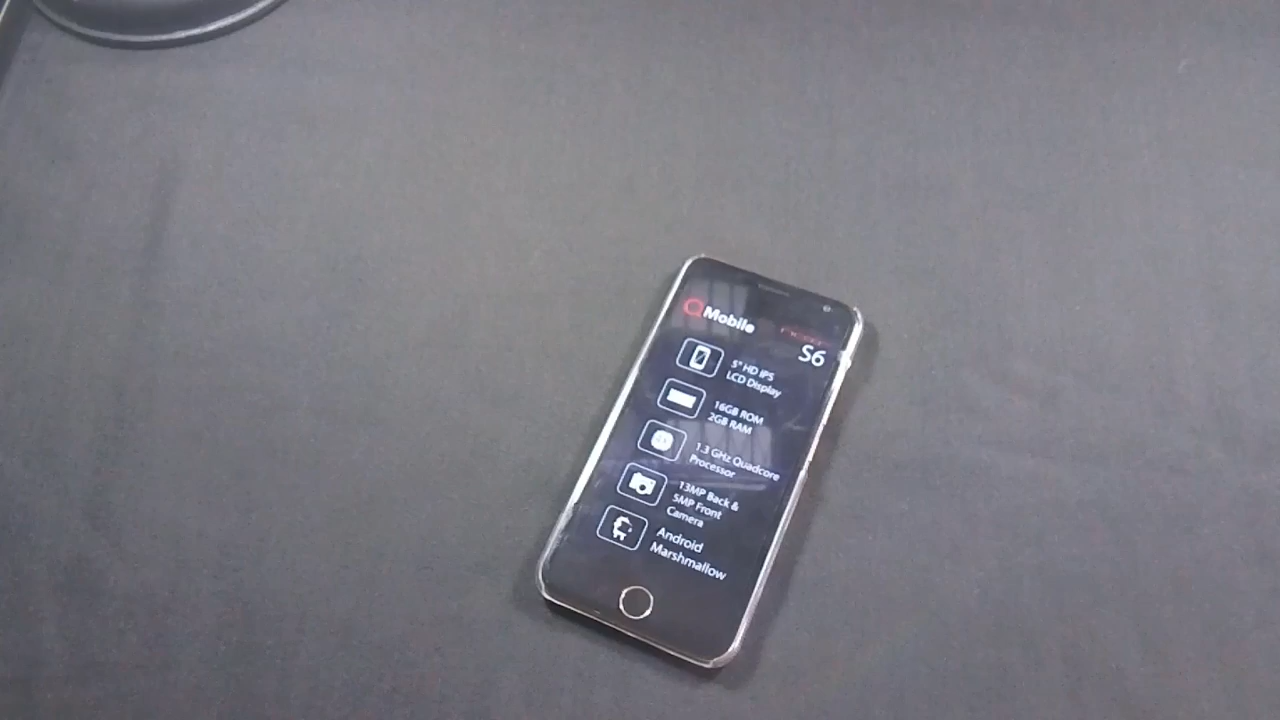 QMobile
noir
S6
5" HD IPS
LCD Display
16GB ROM
2GB RAM
1.3 GHz Quadcore
Processor
13MP Back &
5MP Front
Camera
Android
Marshmallow